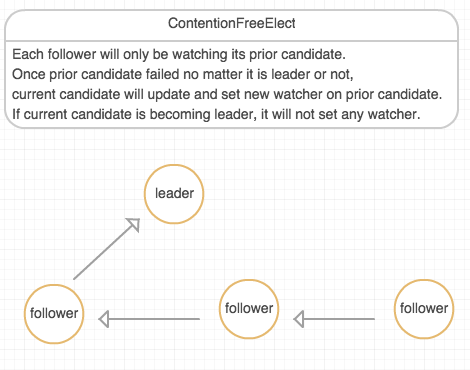 ContentionFreeElect
Each follower will only be watching its prior candidate.
Once prior candidate failed no matter it is leader or not,
current candidate will update and set new watcher on prior candidate.
If current candidate is becoming leader, it will not set any watcher.
leader
follower
follower
follower